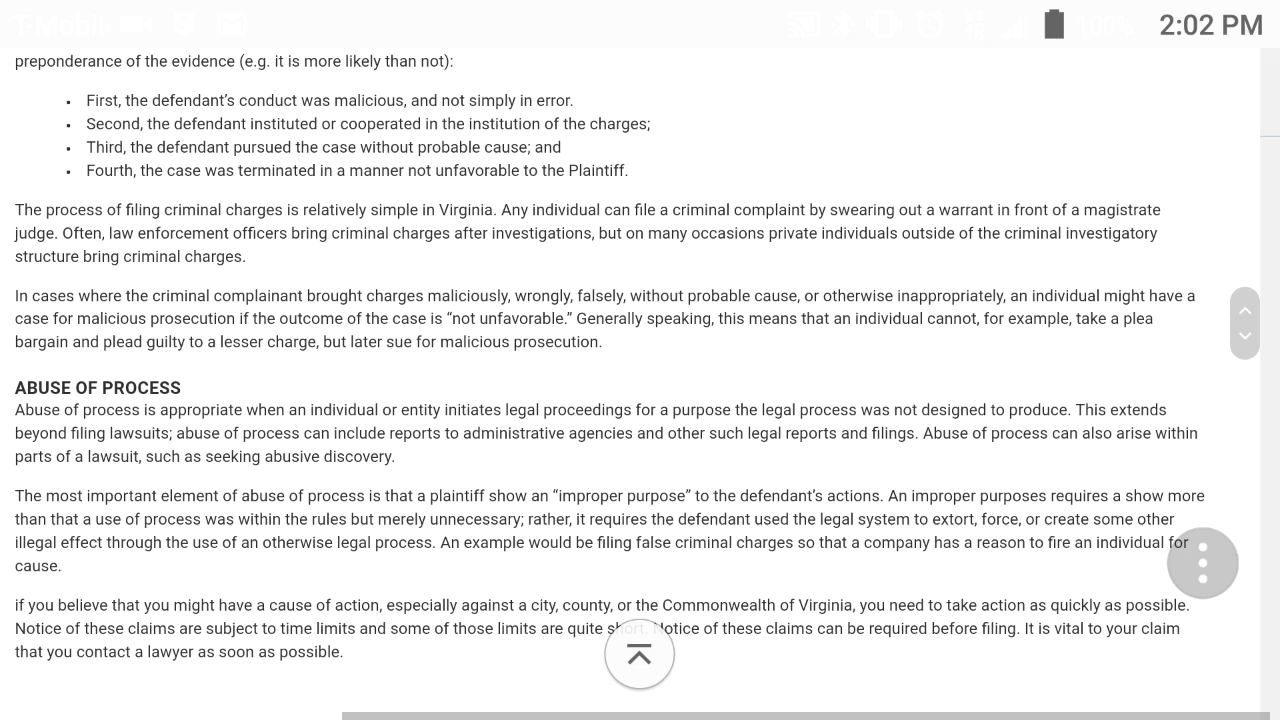 T-Mobil
100%
2:02 PM
preponderance of the evidence (e.g. it is more likely than not):
• First, the defendant's conduct was malicious, and not simply in error.
• Second, the defendant instituted or cooperated in the institution of the charges;
• Third, the defendant pursued the case without probable cause; and
• Fourth, the case was terminated in a manner not unfavorable to the Plaintiff.
The process of filing criminal charges is relatively simple in Virginia. Any individual can file a criminal complaint by swearing out a warrant in front of a magistrate
judge. Often, law enforcement officers bring criminal charges after investigations, but on many occasions private individuals outside of the criminal investigatory
structure bring criminal charges.
In cases where the criminal complainant brought charges maliciously, wrongly, falsely, without probable cause, or otherwise inappropriately, an individual might have a
case for malicious prosecution if the outcome of the case is “not unfavorable.” Generally speaking, this means that an individual cannot, for example, take a plea
bargain and plead guilty to a lesser charge, but later sue for malicious prosecution.
ABUSE OF PROCESS
Abuse of process is appropriate when an individual or entity initiates legal proceedings for a purpose the legal process was not designed to produce. This extends
beyond filing lawsuits; abuse of process can include reports to administrative agencies and other such legal reports and filings. Abuse of process can also arise within
parts of a lawsuit, such as seeking abusive discovery.
The most important element of abuse of process is that a plaintiff show an “improper purpose” to the defendant's actions. An improper purposes requires a show more
than that a use of process was within the rules but merely unnecessary; rather, it requires the defendant used the legal system to extort, force, or create some other
illegal effect through the use of an otherwise legal process. An example would be filing false criminal charges so that a company has a reason to fire an individual for
cause.
if you believe that you might have a cause of action, especially against a city, county, or the Commonwealth of Virginia, you need to take action as quickly as possible.
Notice of these claims are subject to time limits and some of those limits are quite short. Notice of these claims can be required before filing. It is vital to your claim
that you contact a lawyer as soon as possible.